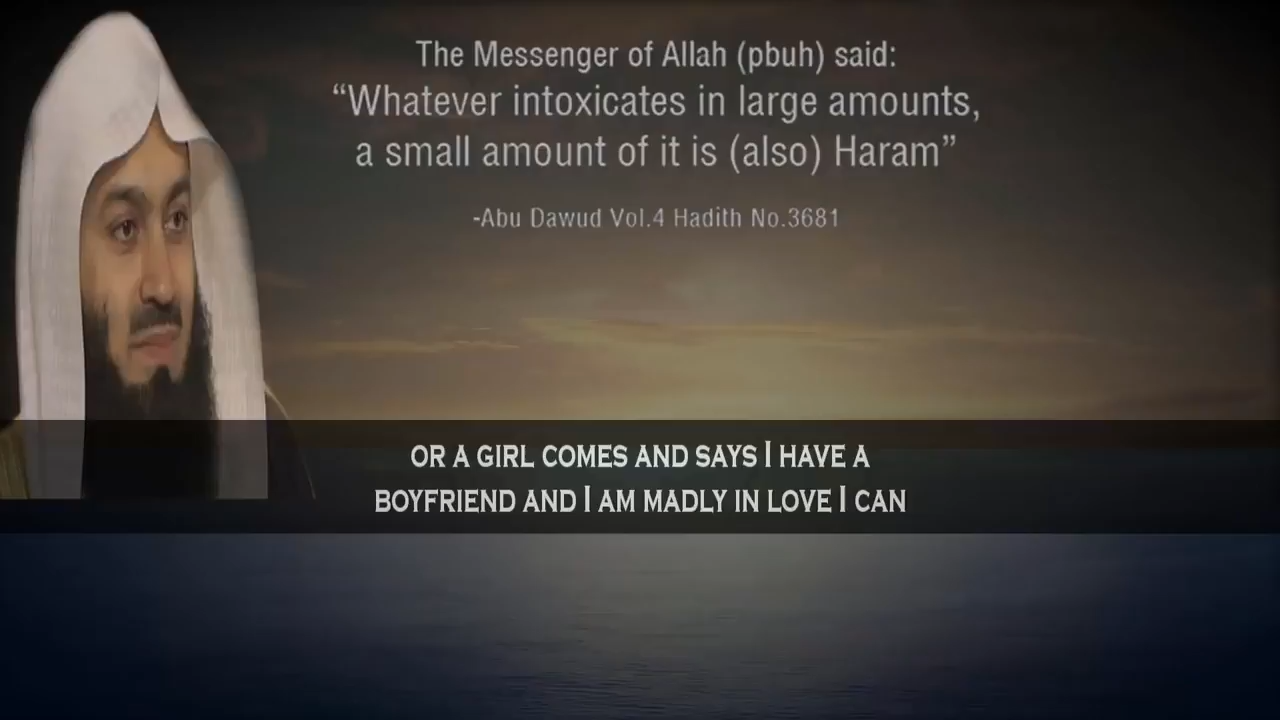 The Messenger of Allah (pbuh) said:
“Whatever intoxicates in large amounts,
a small amount of it is (also) Haram”
-Abu Dawud Vol.4 Hadith No.3681
OR A GIRL COMES AND SAYS I HAVE A
BOYFRIEND AND I AM MADLY IN LOVE I CAN